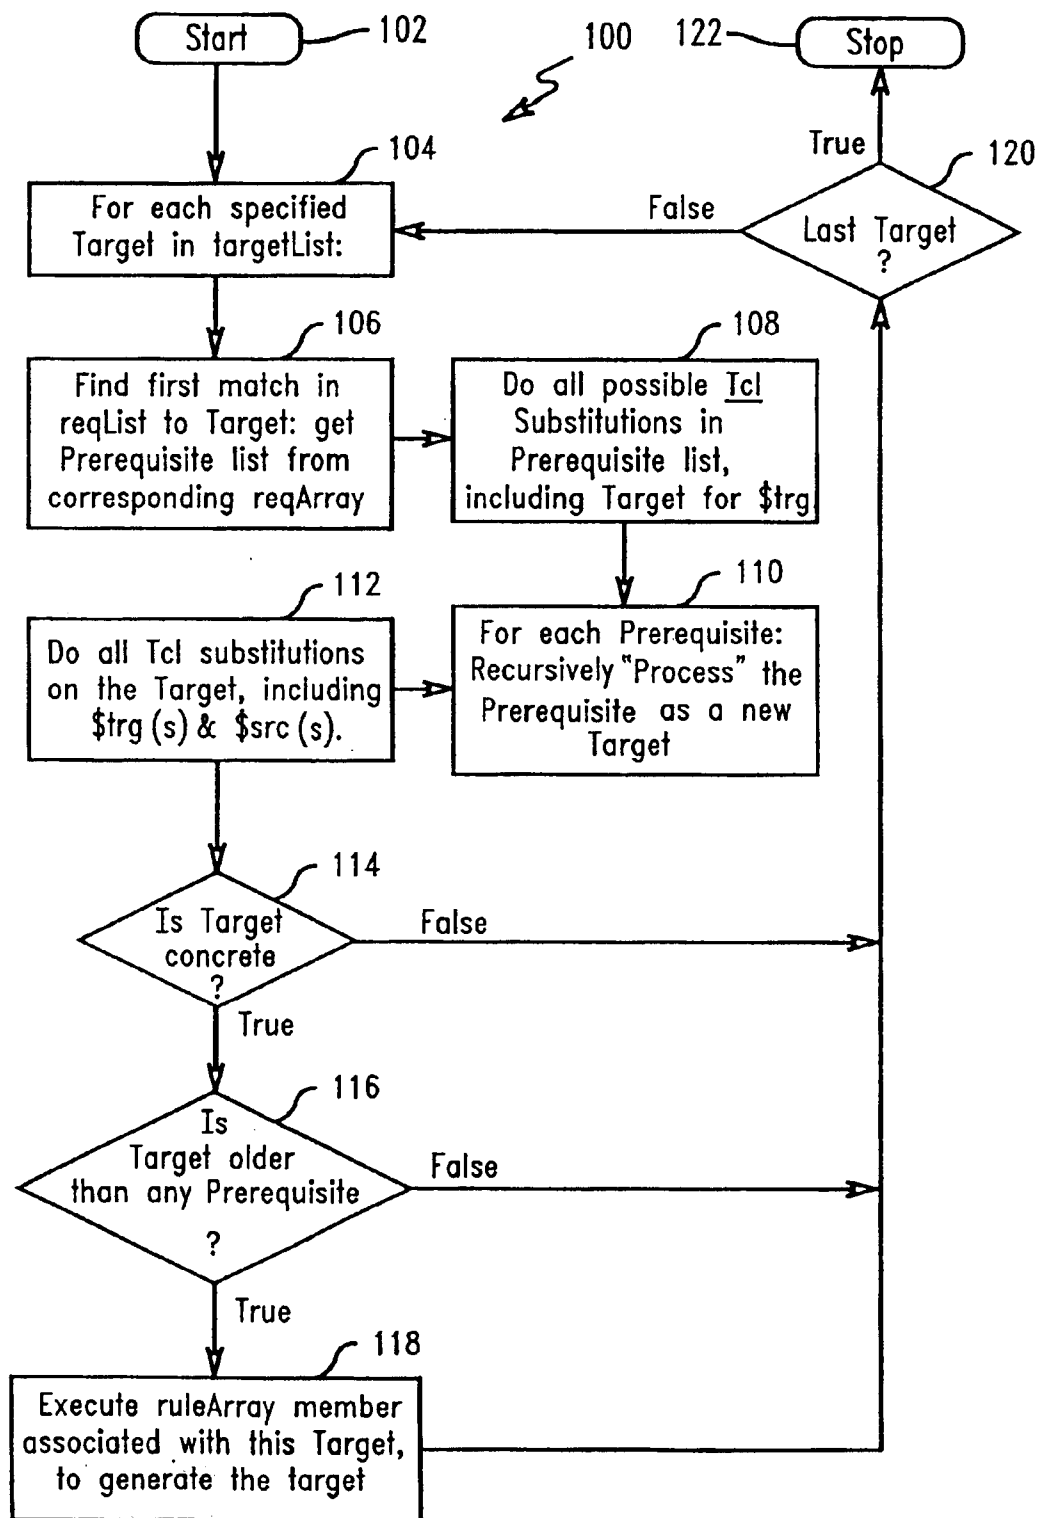 Start
102
100
122
Stop
True
120
104
For each specified
Target in targetList:
False
Last Target
?
106
Find first match in
reqList to Target: get
Prerequisite list from
corresponding reqArray
108
Do all possible Tcl
Substitutions in
Prerequisite list,
including Target for $trg
112
Do all Tcl substitutions
on the Target, including
$trg (s) & $src (s).
110
For each Prerequisite:
Recursively "Process" the
Prerequisite as a new
Target
114
Is Target
concrete
?
False
True
116
Is
Target older
than any Prerequisite
?
False
True
118
Execute ruleArray member
associated with this Target,
to generate the target